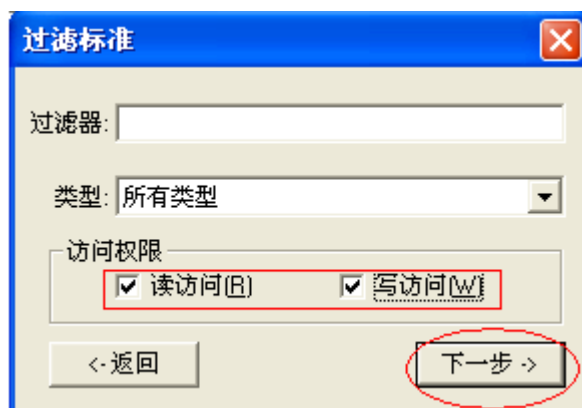 过滤标准
过滤器:
类型: 所有类型
访问权限
读访问(R) 写访问(W)
<-返回 下一步->